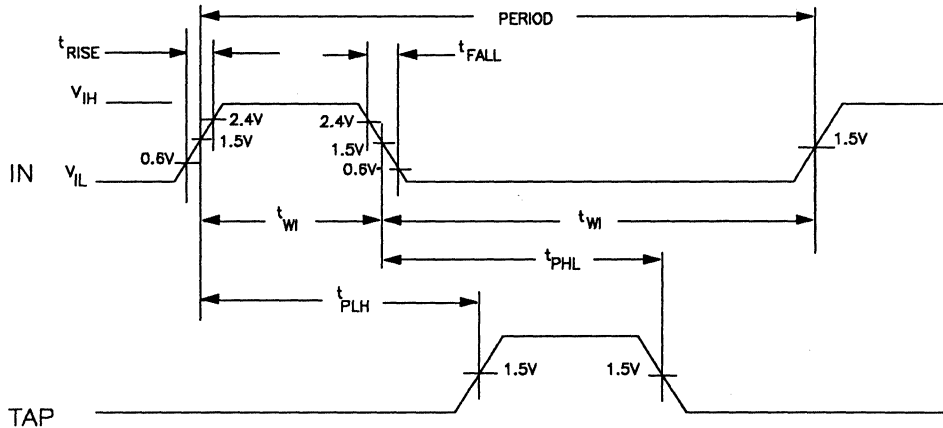 PERIOD
tRISE
tFALL
VIH
2.4V
2.4V
1.5V
1.5V
1.5V
0.6V
0.6V
IN
VIL
tWI
tWI
tPHL
tPLH
1.5V
1.5V
TAP